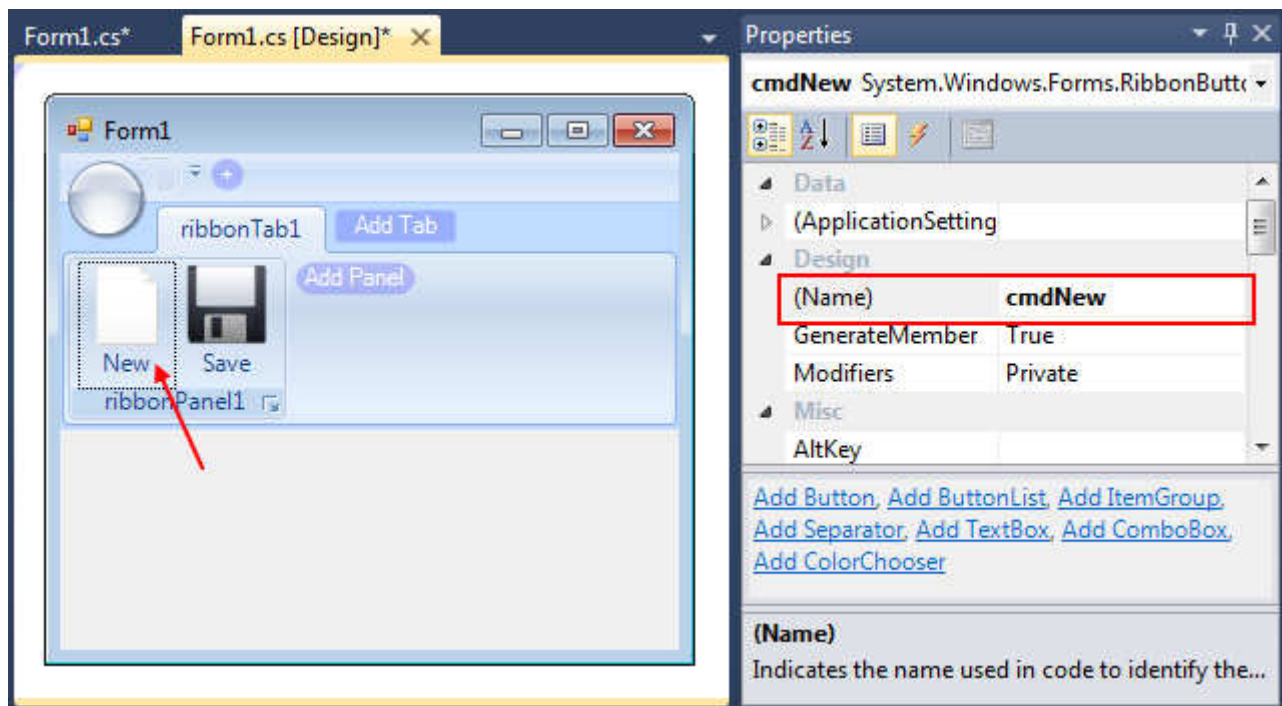 Form1.cs*
Form1.cs [Design]*
Form1
ribbonTab1
Add Tab
Add Panel
New
Save
ribbonPanel1
Properties
cmdNew System.Windows.Forms.RibbonButt
Data
(ApplicationSetting
Design
(Name) cmdNew
GenerateMember True
Modifiers Private
Misc
AltKey
Add Button, Add ButtonList, Add ItemGroup,
Add Separator, Add TextBox, Add ComboBox,
Add ColorChooser
(Name)
Indicates the name used in code to identify the...